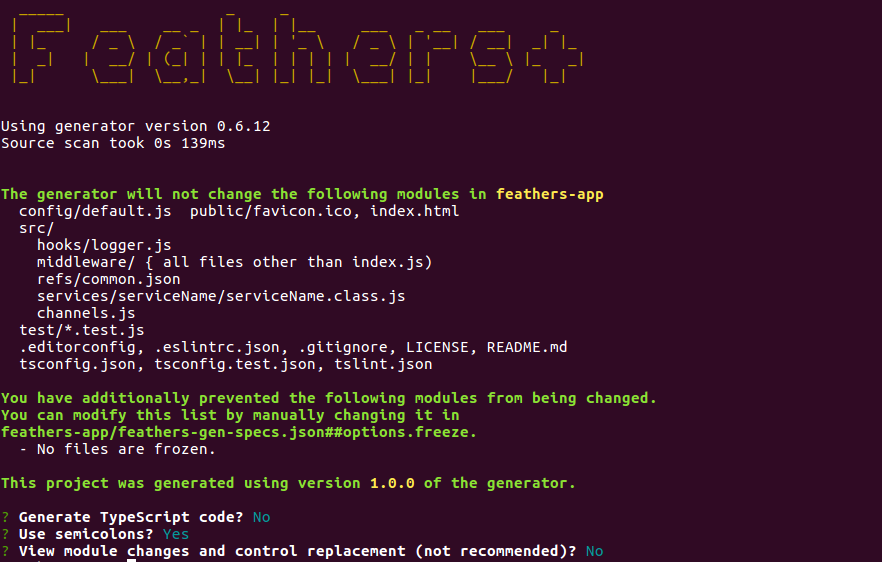 Feathers+
Using generator version 0.6.12
Source scan took 0s 139ms
The generator will not change the following modules in feathers-app
config/default.js  public/favicon.ico, index.html
src/
hooks/logger.js
middleware/ { all files other than index.js)
refs/common.json
services/serviceName/serviceName.class.js
channels.js
test/*.test.js
.editorconfig, .eslintrc.json, .gitignore, LICENSE, README.md
tsconfig.json, tsconfig.test.json, tslint.json
You have additionally prevented the following modules from being changed.
You can modify this list by manually changing it in
feathers-app/feathers-gen-specs.json##options.freeze.
- No files are frozen.
This project was generated using version 1.0.0 of the generator.
? Generate TypeScript code? No
? Use semicolons? Yes
? View module changes and control replacement (not recommended)? No